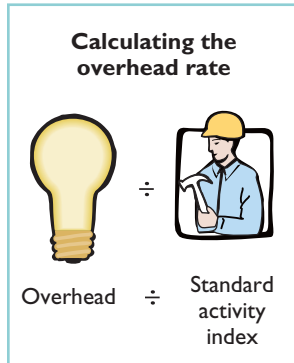 Calculating the
overhead rate
÷
Overhead ÷ Standard
activity
index